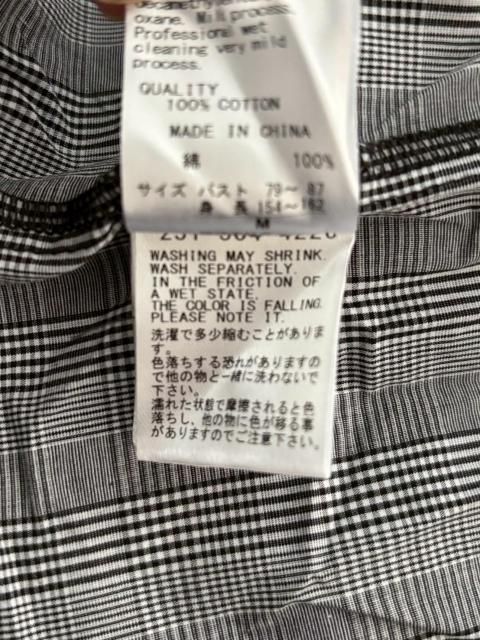 oxane. Mild process.
Professional wet
cleaning very mild
process.
QUALITY
100% COTTON
MADE IN CHINA
綿 100%
サイズ バスト 79～ 87
身 長 154～162
M
WASHING MAY SHRINK.
WASH SEPARATELY.
IN THE FRICTION OF
A WET STATE.
THE COLOR IS FALLING.
PLEASE NOTE IT.
洗濯で多少縮むことがありま
す。
色落ちする恐れがありますの
で他の物と一緒に洗わないで
下さい。
濡れた状態で摩擦されると色
落ちし、他の物に色が移る事
がありますのでご注意下さい。